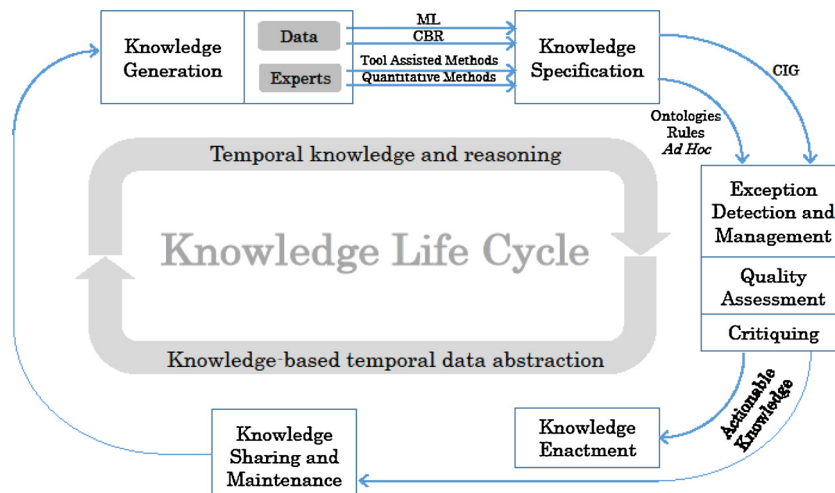 Knowledge
Generation
Data
Experts
ML
CBR
Tool Assisted Methods
Quantitative Methods
Knowledge
Specification
CIG
Ontologies
Rules
Ad Hoc
Temporal knowledge and reasoning
Knowledge Life Cycle
Knowledge-based temporal data abstraction
Exception
Detection and
Management
Quality
Assessment
Critiquing
Actionable
Knowledge
Knowledge
Enactment
Knowledge
Sharing and
Maintenance